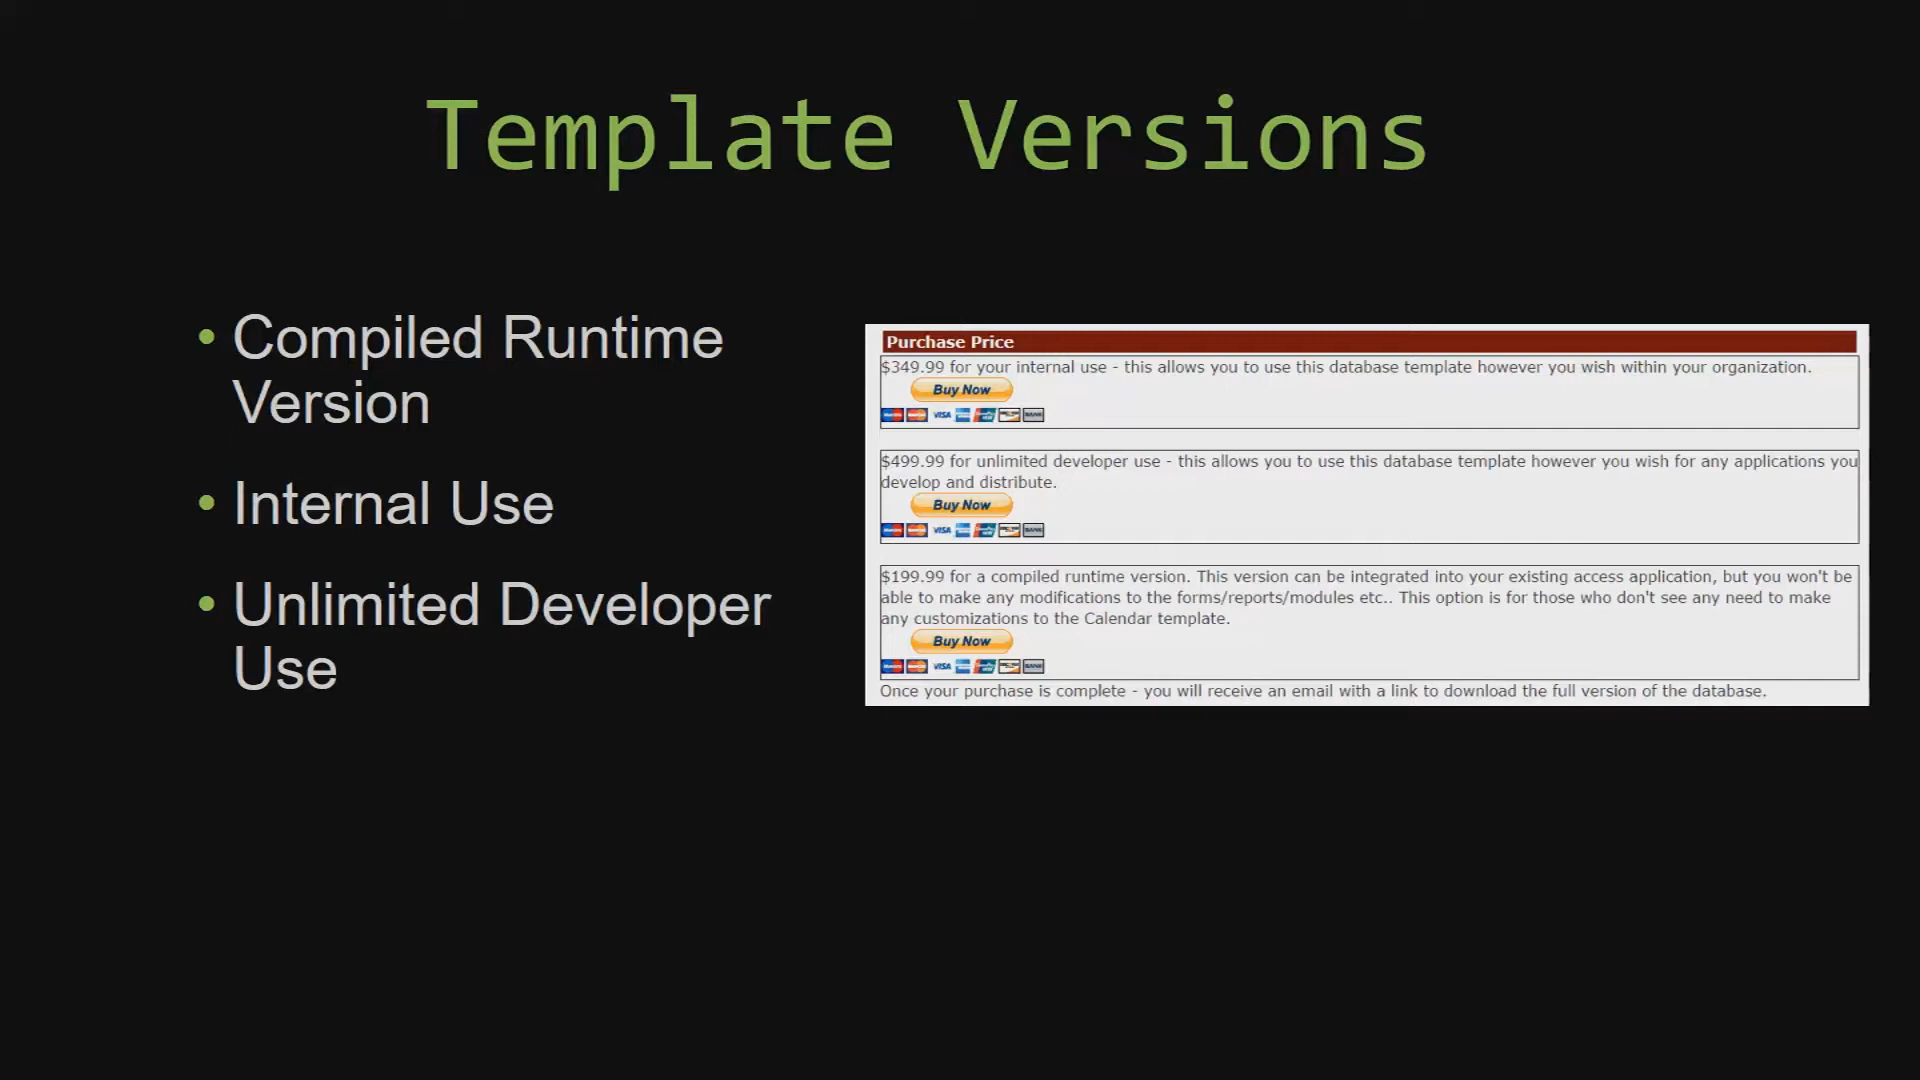 Template Versions
• Compiled Runtime
Version
• Internal Use
• Unlimited Developer
Use
Purchase Price
$349.99 for your internal use - this allows you to use this database template however you wish within your organization.
Buy Now
VISA
$499.99 for unlimited developer use - this allows you to use this database template however you wish for any applications you
develop and distribute.
Buy Now
VISA
$199.99 for a compiled runtime version. This version can be integrated into your existing access application, but you won't be
able to make any modifications to the forms/reports/modules etc.. This option is for those who don't see any need to make
any customizations to the Calendar template.
Buy Now
VISA
Once your purchase is complete - you will receive an email with a link to download the full version of the database.